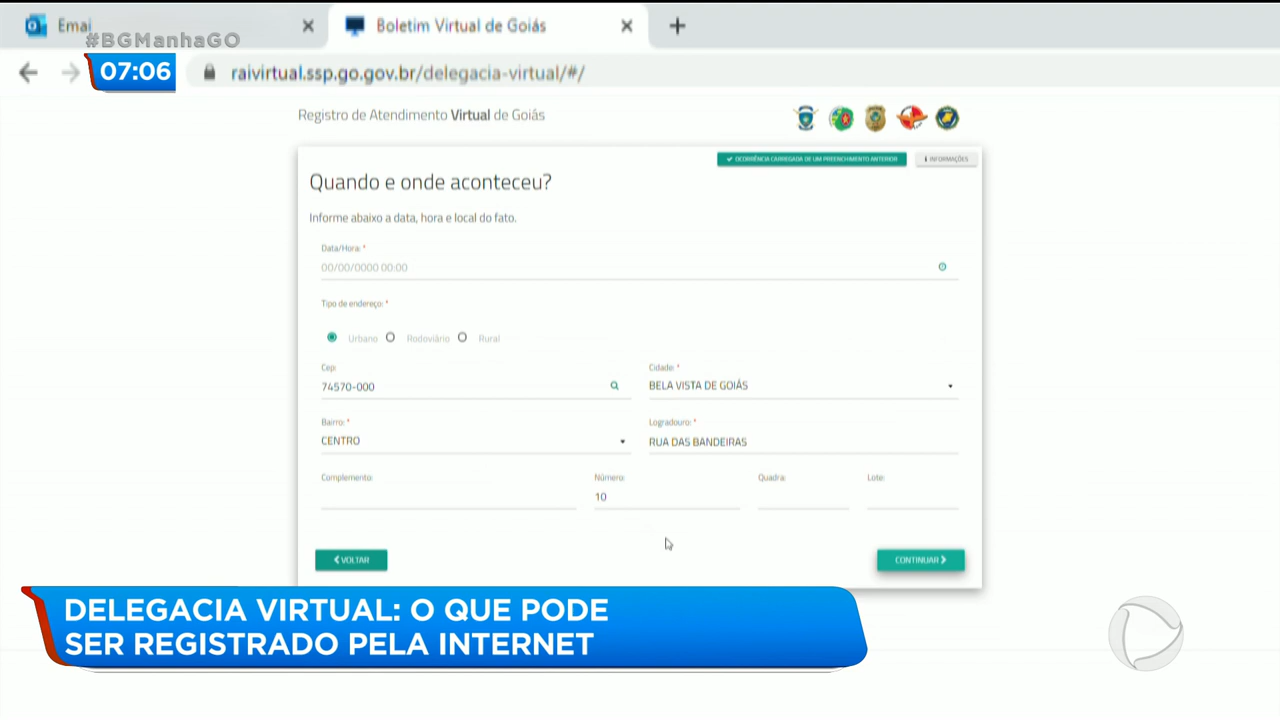 Emai
Boletim Virtual de Goiás
#BGManhaGO
07:06
raivirtual.ssp.go.gov.br/delegacia-virtual/#/
Registro de Atendimento Virtual de Goiás
OCORRÊNCIA CARREGADA DE UM PREENCHIMENTO ANTERIOR
INFORMAÇÕES
Quando e onde aconteceu?
Informe abaixo a data, hora e local do fato.
Data/Hora: *
00/00/0000 00:00
Tipo de endereço: *
Urbano Rodoviário Rural
Cep: Cidade: *
74570-000 BELA VISTA DE GOIÁS
Bairro: * Logradouro: *
CENTRO RUA DAS BANDEIRAS
Complemento: Número: Quadra: Lote:
10
VOLTAR CONTINUAR
DELEGACIA VIRTUAL: O QUE PODE
SER REGISTRADO PELA INTERNET